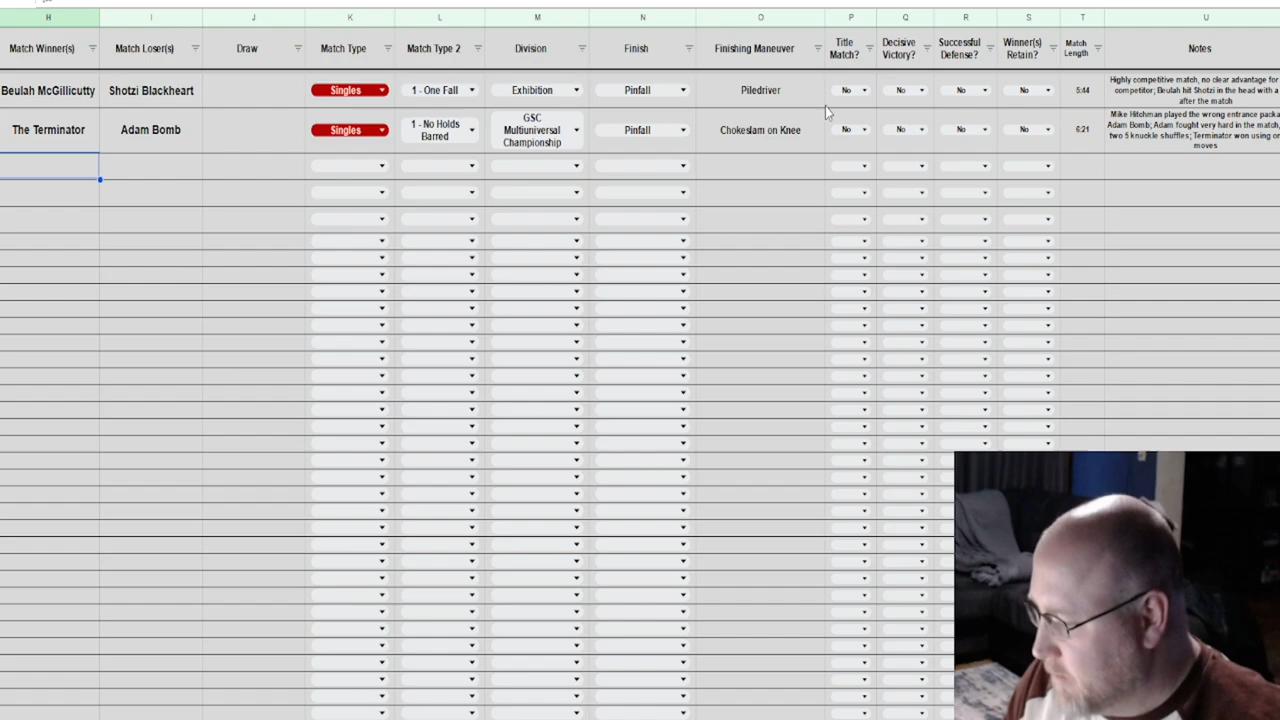 H I J K L M N O P Q R S T U
Match Winner(s) Match Loser(s) Draw Match Type Match Type 2 Division Finish Finishing Maneuver Title Match? Decisive Victory? Successful Defense? Winner(s) Retain? Match Length Notes
Beulah McGillicutty Shotzi Blackheart Singles 1 - One Fall Exhibition Pinfall Piledriver No No No No 5:44
Highly competitive match, no clear advantage for
competitor; Beulah hit Shotzi in the head with a
after the match
The Terminator Adam Bomb Singles 1 - No Holds Barred GSC Multiuniversal Championship Pinfall Chokeslam on Knee No No No No 6:21
Mike Hitchman played the wrong entrance packa
Adam Bomb; Adam fought very hard in the match,
two 5 knuckle shuffles; Terminator won using on
moves